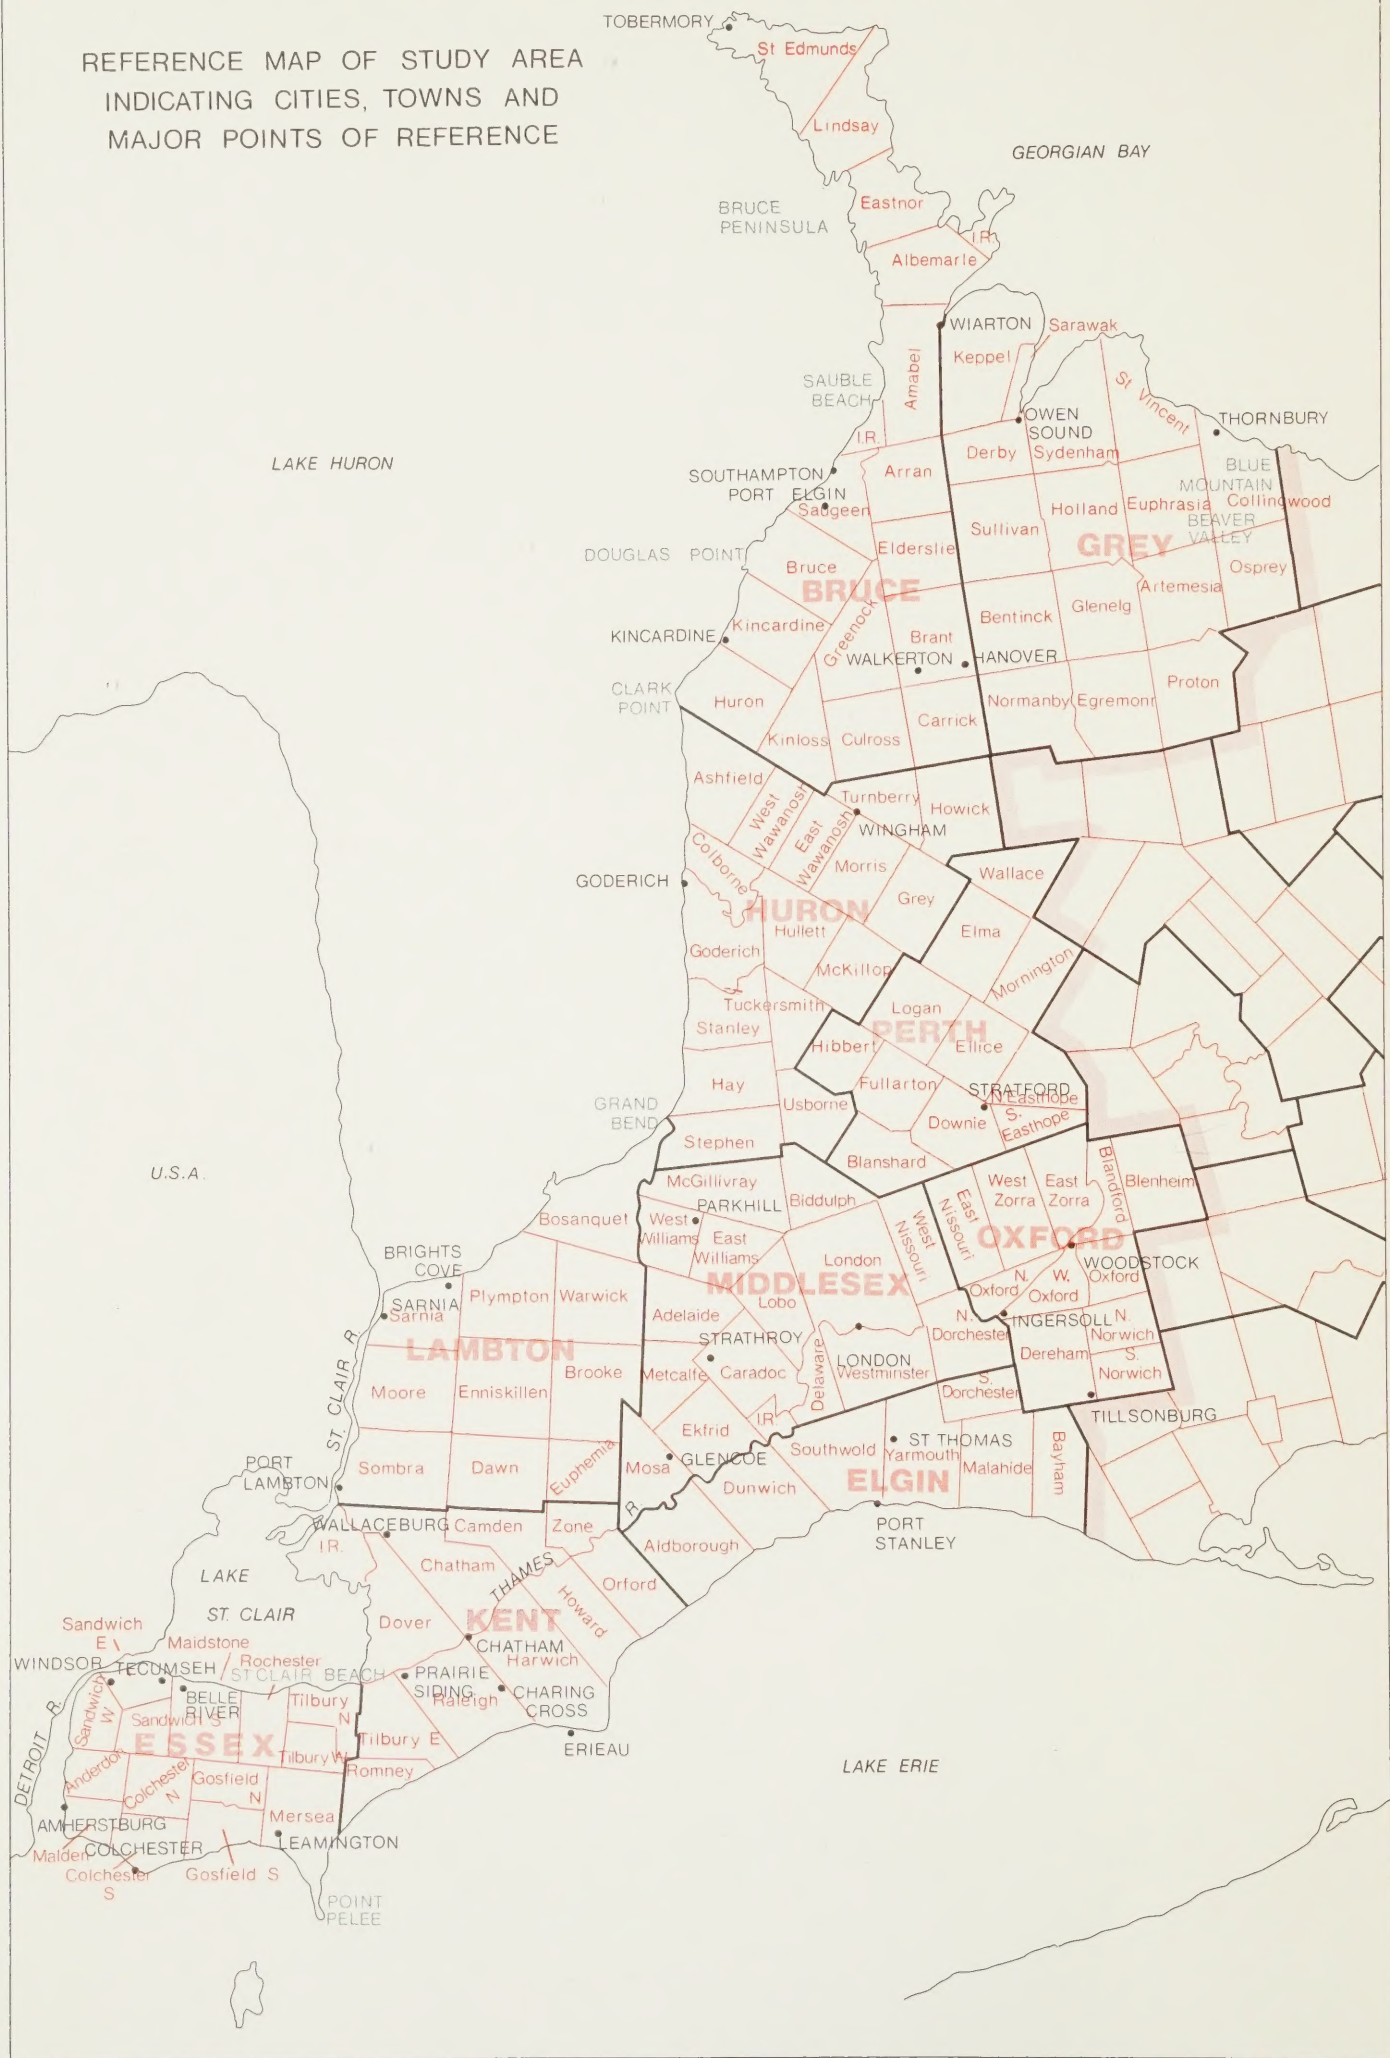 REFERENCE MAP OF STUDY AREA
INDICATING CITIES, TOWNS AND
MAJOR POINTS OF REFERENCE
TOBERMORY
St Edmunds
Lindsay
GEORGIAN BAY
BRUCE
PENINSULA
Eastnor
I.R.
Albemarle
WIARTON
Sarawak
Keppel
Amabel
SAUBLE
BEACH
St Vincent
OWEN
SOUND
THORNBURY
I.R.
Derby
Sydenham
LAKE HURON
SOUTHAMPTON
Arran
BLUE
MOUNTAIN
PORT ELGIN
Saugeen
Holland
Euphrasia
Collingwood
BEAVER
VALLEY
Sullivan
GREY
DOUGLAS POINT
Elderslie
Bruce
BRUCE
Osprey
Artemesia
Glenelg
Bentinck
KINCARDINE
Kincardine
Greenock
Brant
WALKERTON
HANOVER
CLARK
POINT
Huron
Normanby
Egremont
Proton
Carrick
Kinloss
Culross
Ashfield
West
Wawanosh
East
Wawanosh
Turnberry
Howick
WINGHAM
Colborne
Morris
Wallace
GODERICH
Grey
HURON
Hullett
Elma
Goderich
McKillop
Mornington
Tuckersmith
Logan
Stanley
PERTH
Hibbert
Ellice
Hay
Fullarton
STRATFORD
N Easthope
S.
Easthope
GRAND
BEND
Usborne
Downie
Stephen
Blanshard
U.S.A.
McGillivray
PARKHILL
Biddulph
West
Zorra
East
Zorra
Blandford
Blenheim
Bosanquet
West
Williams
East
Williams
West
Nissouri
East
Nissouri
OXFORD
BRIGHTS
COVE
London
WOODSTOCK
MIDDLESEX
Plympton
Warwick
N.
Oxford
W.
Oxford
E.
Oxford
SARNIA
Sarnia
Adelaide
Lobo
INGERSOLL
N.
Dorchester
N.
Norwich
LAMBTON
STRATHROY
Delaware
LONDON
Westminster
Dereham
S.
Norwich
Brooke
Metcalfe
Caradoc
ST. CLAIR R.
Moore
Enniskillen
S.
Dorchester
I.R.
TILLSONBURG
Ekfrid
Southwold
ST THOMAS
Yarmouth
Malahide
Bayham
PORT
LAMBTON
Sombra
Dawn
Euphemia
Mosa
GLENCOE
Dunwich
ELGIN
R.
WALLACEBURG
Camden
Zone
PORT
STANLEY
I.R.
Aldborough
Chatham
THAMES
Orford
LAKE
ST. CLAIR
Howard
Dover
KENT
Sandwich
E
Maidstone
Rochester
CHATHAM
Harwich
WINDSOR
TECUMSEH
ST CLAIR BEACH
PRAIRIE
SIDING
Raleigh
CHARING
CROSS
BELLE
RIVER
Tilbury
N
Sandwich
W
Sandwich S
DETROIT R.
ESSEX
Tilbury W
Tilbury E
ERIEAU
LAKE ERIE
Anderdon
Colchester
N
Gosfield
N
Romney
Mersea
AMHERSTBURG
Malden
COLCHESTER
LEAMINGTON
Colchester
S
Gosfield S
POINT
PELEE